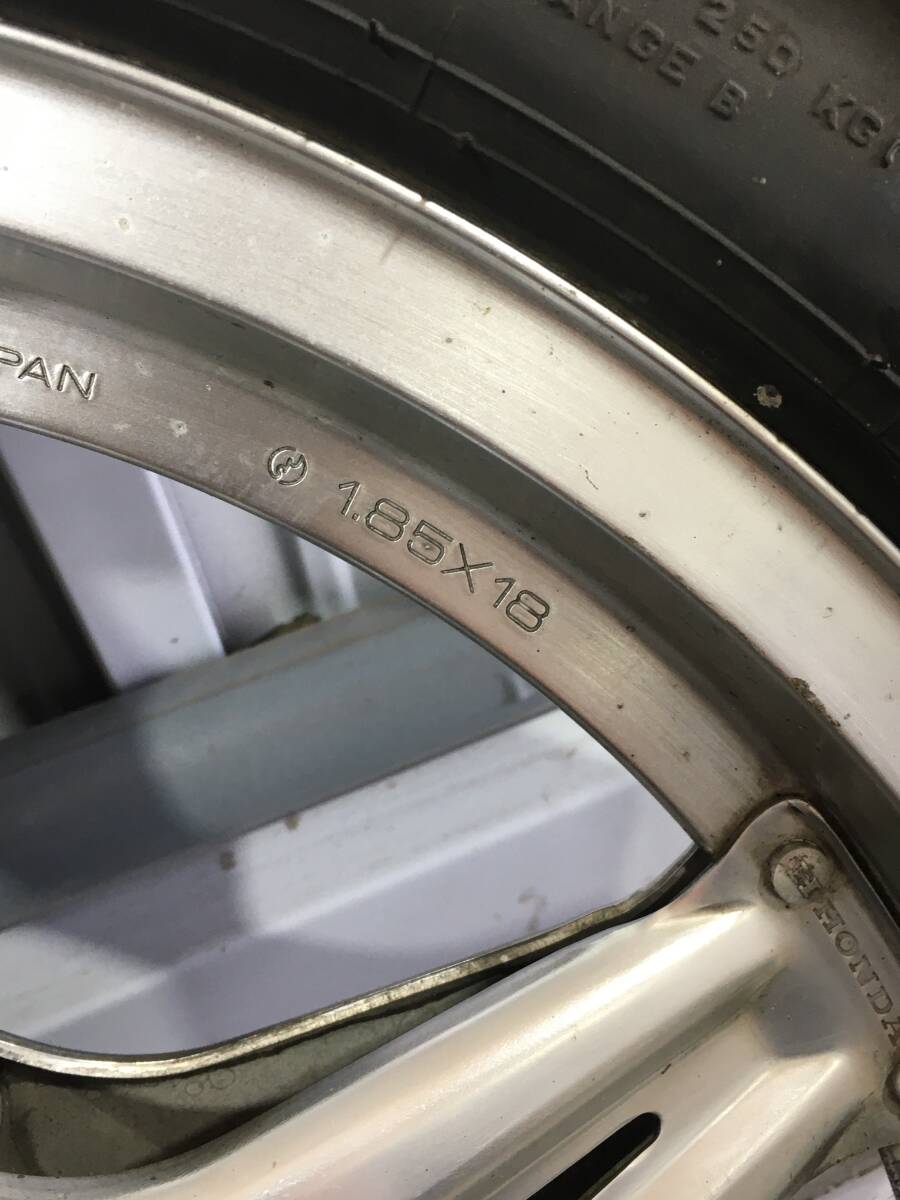 250 KG(
ANGE B
PAN
1.85X18
HONDA